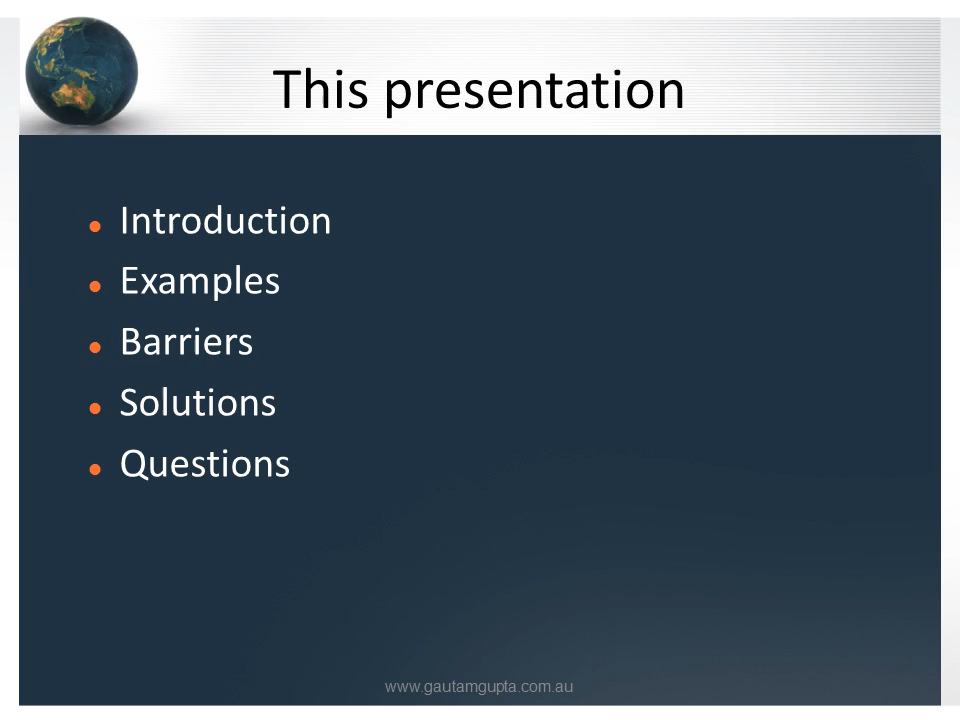 This presentation
Introduction
Examples
Barriers
Solutions
Questions
www.gautamgupta.com.au